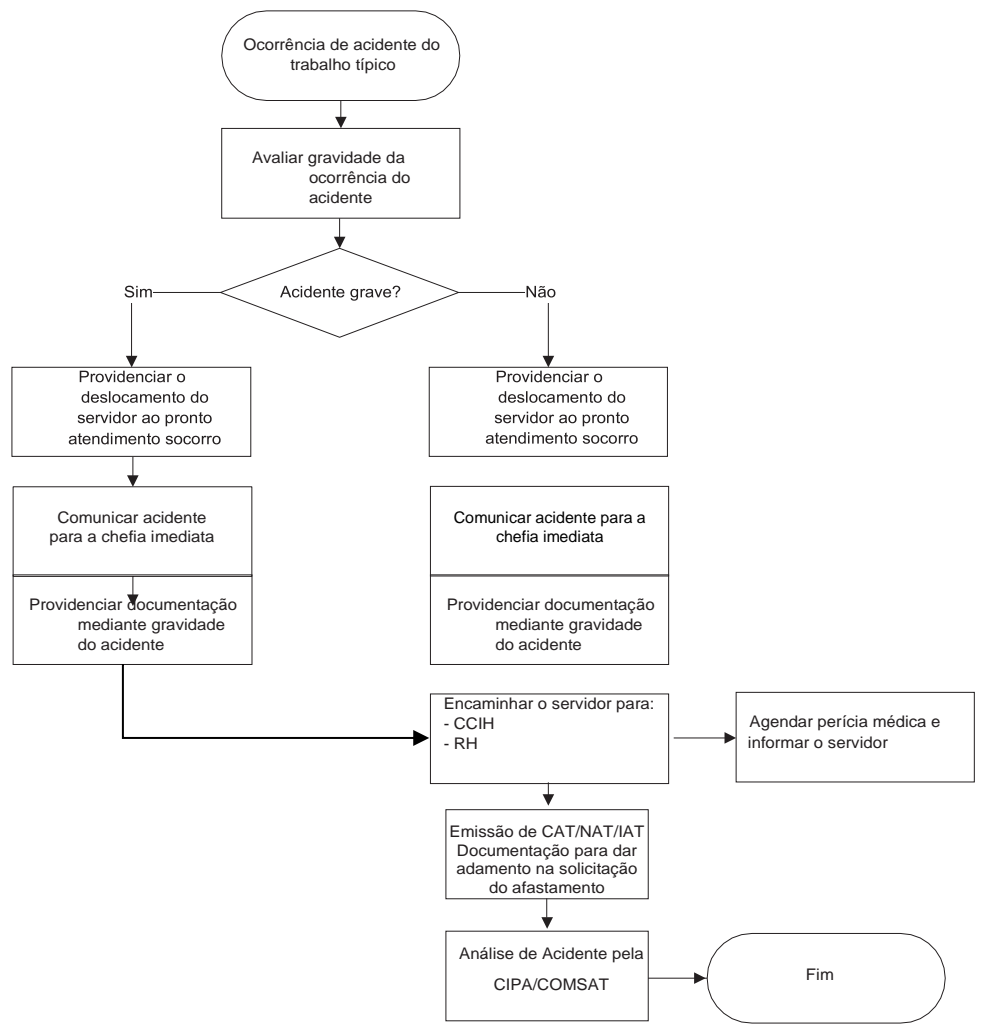 Ocorrência de acidente do
trabalho típico
Avaliar gravidade da
ocorrência do
acidente
Acidente grave?
Sim
Não
Providenciar o
deslocamento do
servidor ao pronto
atendimento socorro
Providenciar o
deslocamento do
servidor ao pronto
atendimento socorro
Comunicar acidente
para a chefia imediata
Comunicar acidente para a
chefia imediata
Providenciar documentação
mediante gravidade
do acidente
Providenciar documentação
mediante gravidade
do acidente
Encaminhar o servidor para:
- CCIH
- RH
Agendar perícia médica e
informar o servidor
Emissão de CAT/NAT/IAT
Documentação para dar
adamento na solicitação
do afastamento
Análise de Acidente pela
CIPA/COMSAT
Fim